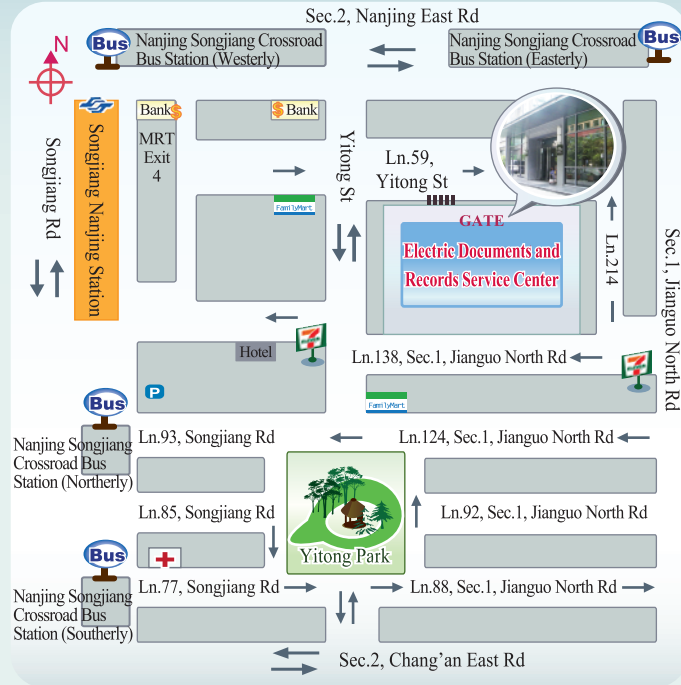 Sec.2, Nanjing East Rd
N
Bus
Nanjing Songjiang Crossroad
Bus Station (Westerly)
Nanjing Songjiang Crossroad
Bus Station (Easterly)
Bus
Bank$
$ Bank
MRT
Exit
4
Songjiang Rd
Songjiang Nanjing Station
Yitong St
Ln.59,
Yitong St
FamilyMart
GATE
Electric Documents and
Records Service Center
Ln.214
Sec.1, Jianguo North Rd
Hotel
7
Ln.138, Sec.1, Jianguo North Rd
7
P
FamilyMart
Bus
Nanjing Songjiang
Crossroad Bus
Station (Northerly)
Ln.93, Songjiang Rd
Ln.124, Sec.1, Jianguo North Rd
Ln.85, Songjiang Rd
Ln.92, Sec.1, Jianguo North Rd
Yitong Park
Bus
Nanjing Songjiang
Crossroad Bus
Station (Southerly)
Ln.77, Songjiang Rd
Ln.88, Sec.1, Jianguo North Rd
Sec.2, Chang'an East Rd